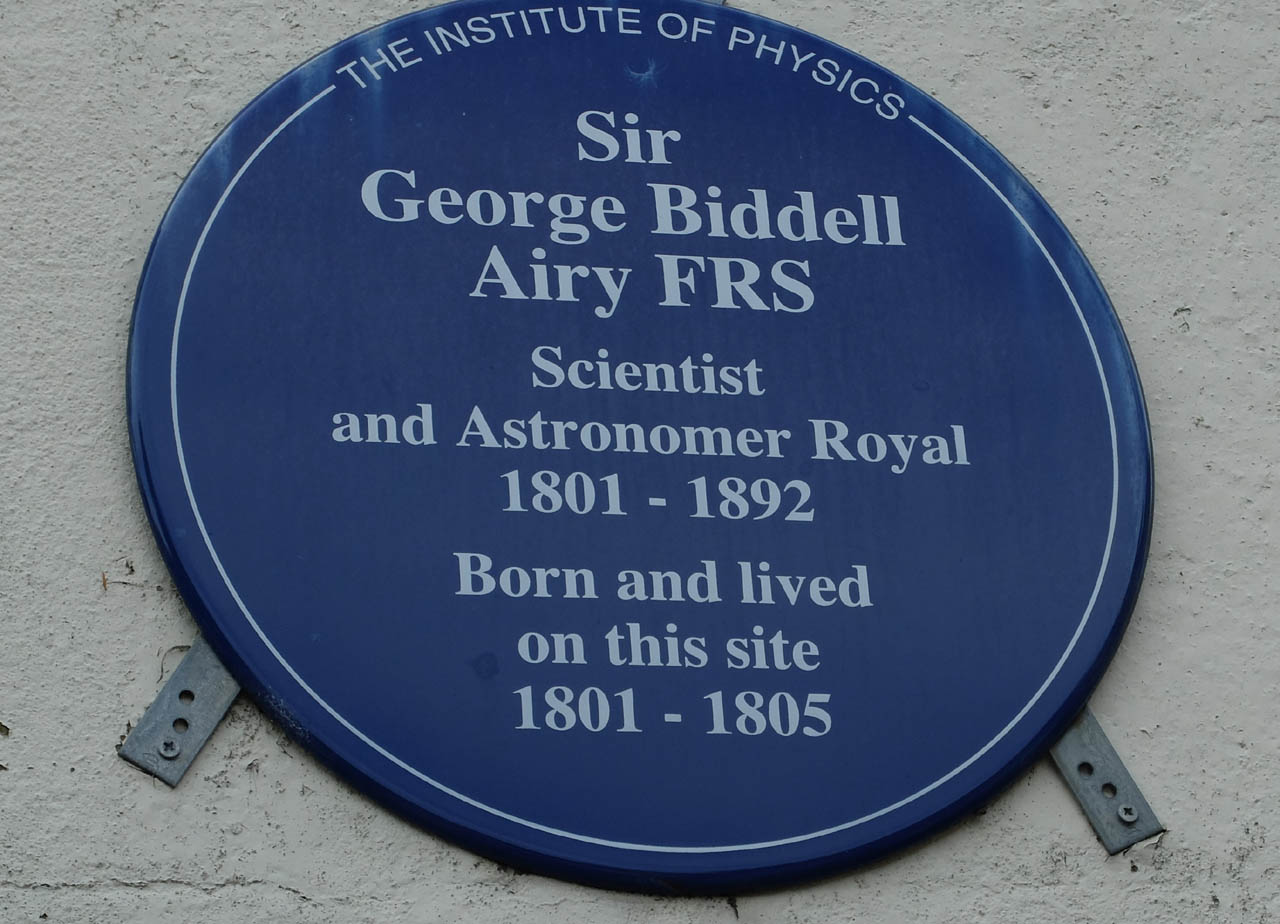 THE INSTITUTE OF PHYSICS
Sir
George Biddell
Airy FRS
Scientist
and Astronomer Royal
1801 - 1892
Born and lived
on this site
1801 - 1805